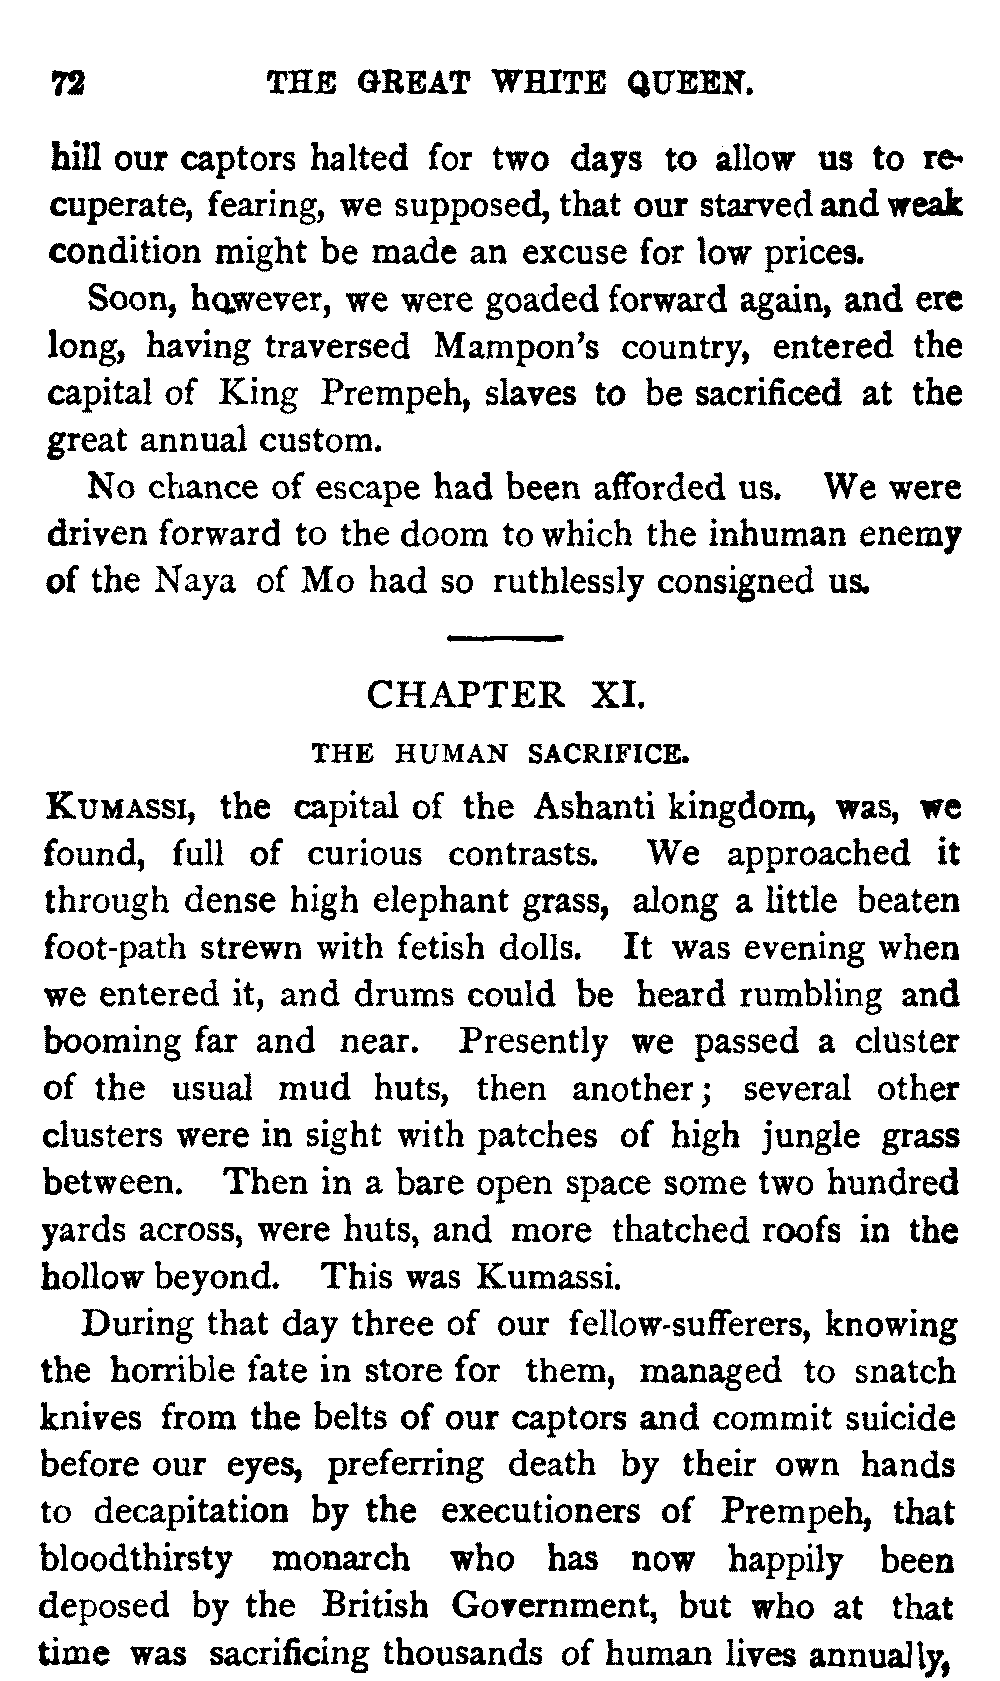 72 THE GREAT WHITE QUEEN.
hill our captors halted for two days to allow us to re-
cuperate, fearing, we supposed, that our starved and weak
condition might be made an excuse for low prices.
Soon, however, we were goaded forward again, and ere
long, having traversed Mampon's country, entered the
capital of King Prempeh, slaves to be sacrificed at the
great annual custom.
No chance of escape had been afforded us. We were
driven forward to the doom to which the inhuman enemy
of the Naya of Mo had so ruthlessly consigned us.
CHAPTER XI.
THE HUMAN SACRIFICE.
KUMASSI, the capital of the Ashanti kingdom, was, we
found, full of curious contrasts. We approached it
through dense high elephant grass, along a little beaten
foot-path strewn with fetish dolls. It was evening when
we entered it, and drums could be heard rumbling and
booming far and near. Presently we passed a cluster
of the usual mud huts, then another; several other
clusters were in sight with patches of high jungle grass
between. Then in a bare open space some two hundred
yards across, were huts, and more thatched roofs in the
hollow beyond. This was Kumassi.
During that day three of our fellow-sufferers, knowing
the horrible fate in store for them, managed to snatch
knives from the belts of our captors and commit suicide
before our eyes, preferring death by their own hands
to decapitation by the executioners of Prempeh, that
bloodthirsty monarch who has now happily been
deposed by the British Government, but who at that
time was sacrificing thousands of human lives annually,